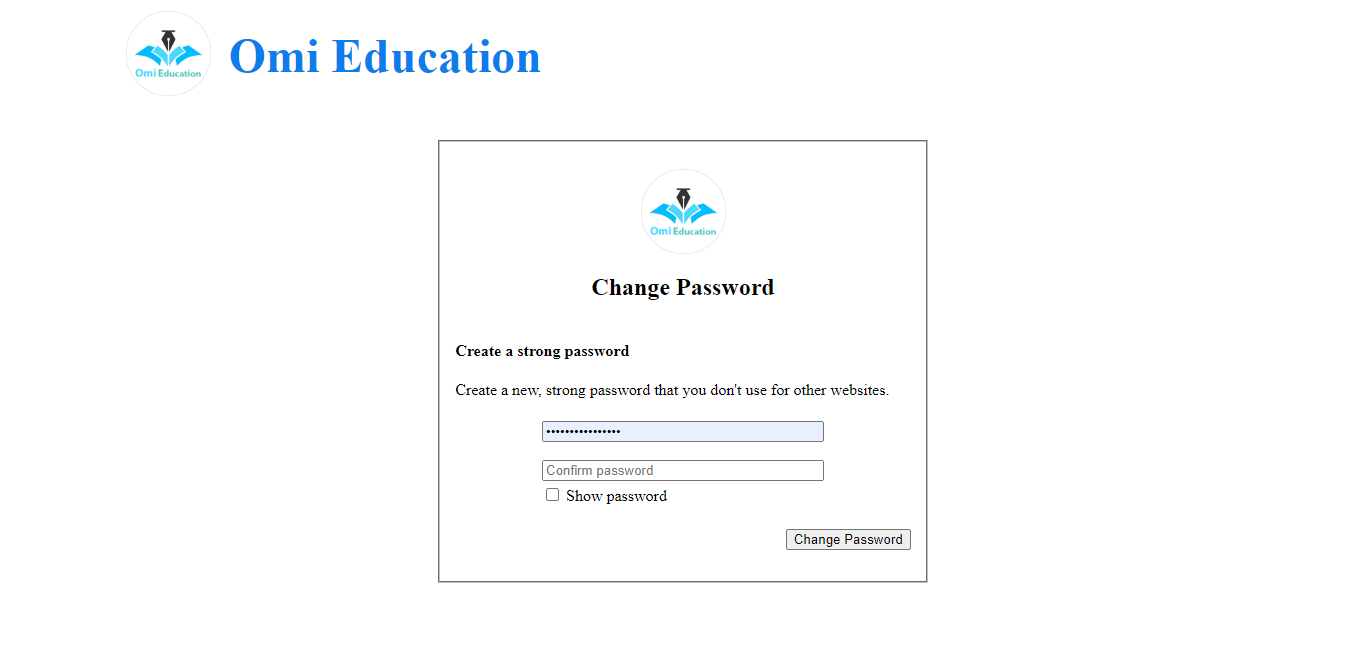 Omi Education
Omi Education
Omi Education
Change Password
Create a strong password
Create a new, strong password that you don't use for other websites.
••••••••••••••••
Confirm password
Show password
Change Password